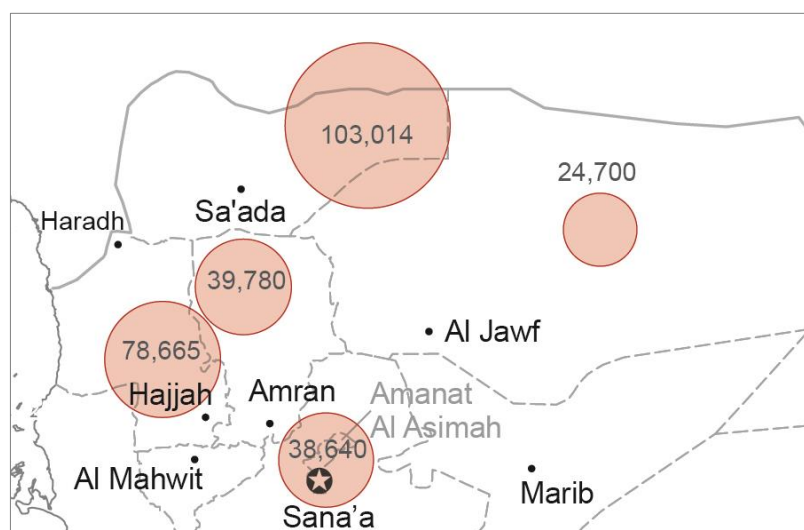 103,014
24,700
Sa'ada
Haradh
39,780
Al Jawf
78,665
Hajjah
Amran
Amanat
Al Asimah
38,640
Al Mahwit
Marib
Sana’a